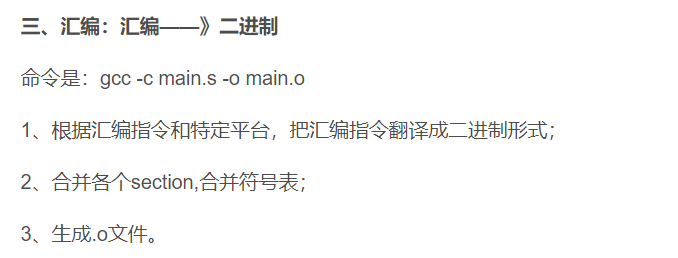 三、汇编：汇编——》二进制
命令是：gcc -c main.s -o main.o
1、根据汇编指令和特定平台，把汇编指令翻译成二进制形式；
2、合并各个section,合并符号表；
3、生成.o文件。